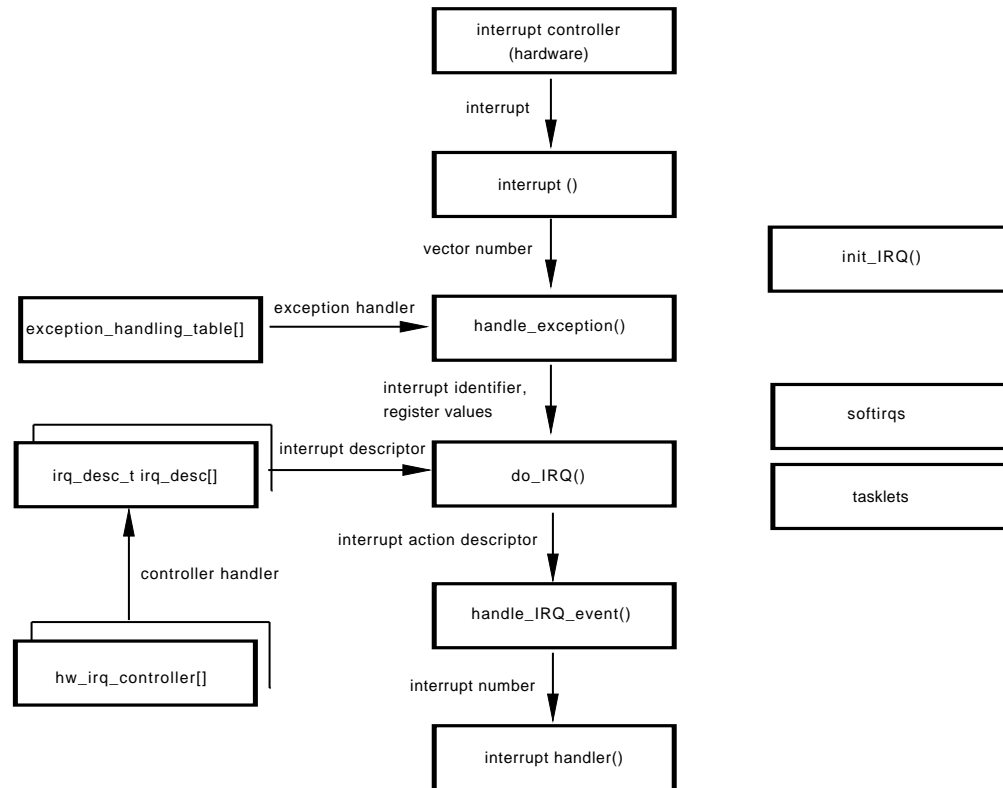 interrupt controller
(hardware)
interrupt
interrupt ()
vector number
init_IRQ()
exception handler
exception_handling_table[]
handle_exception()
interrupt identifier,
register values
softirqs
interrupt descriptor
irq_desc_t irq_desc[]
do_IRQ()
tasklets
interrupt action descriptor
controller handler
handle_IRQ_event()
hw_irq_controller[]
interrupt number
interrupt handler()